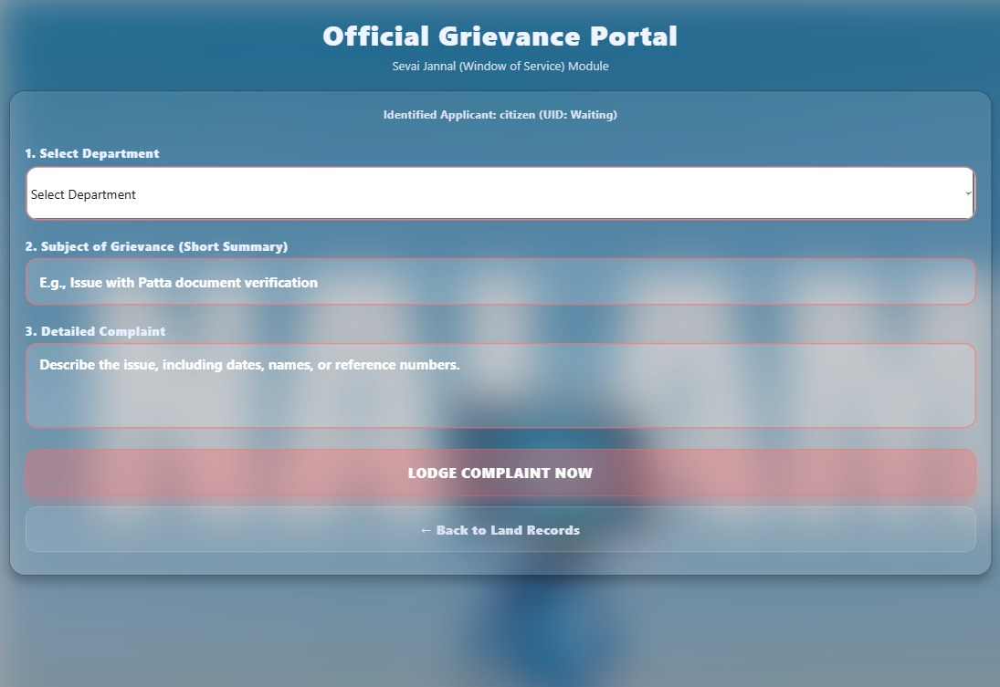 Official Grievance Portal
Sevai Jannal (Window of Service) Module
Identified Applicant: citizen (UID: Waiting)
1. Select Department
Select Department
2. Subject of Grievance (Short Summary)
E.g., Issue with Patta document verification
3. Detailed Complaint
Describe the issue, including dates, names, or reference numbers.
LODGE COMPLAINT NOW
← Back to Land Records